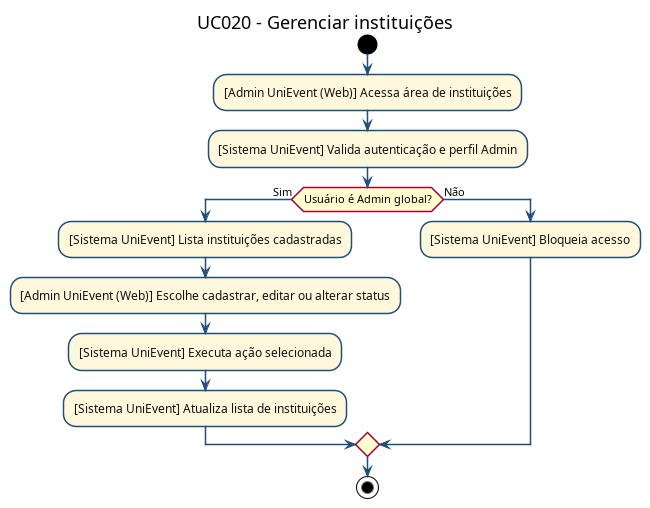 UC020 - Gerenciar instituições
[Admin UniEvent (Web)] Acessa área de instituições
[Sistema UniEvent] Valida autenticação e perfil Admin
Sim
Usuário é Admin global?
Não
[Sistema UniEvent] Lista instituições cadastradas
[Sistema UniEvent] Bloqueia acesso
[Admin UniEvent (Web)] Escolhe cadastrar, editar ou alterar status
[Sistema UniEvent] Executa ação selecionada
[Sistema UniEvent] Atualiza lista de instituições